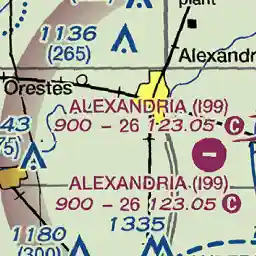 plant
1136
(265)
Alexandr
Orestes
ALEXANDRIA (I99)
900 - 26 123.05 C
43
75)
ALEXANDRIA (I99)
900 - 26 123.05 C
1335
1180
(300)